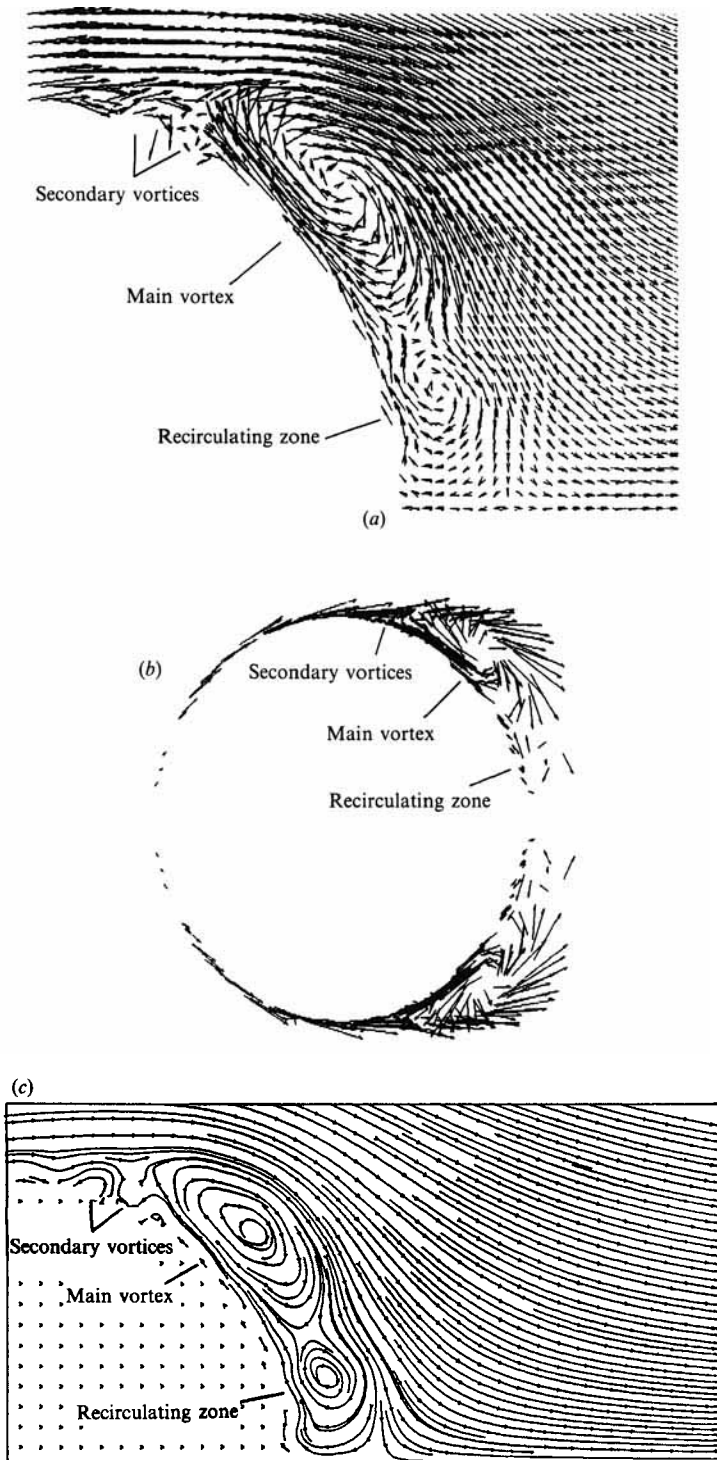 Secondary vortices
Main vortex
Recirculating zone
(a)
(b)
Secondary vortices
Main vortex
Recirculating zone
(c)
Secondary vortices
Main vortex
Recirculating zone